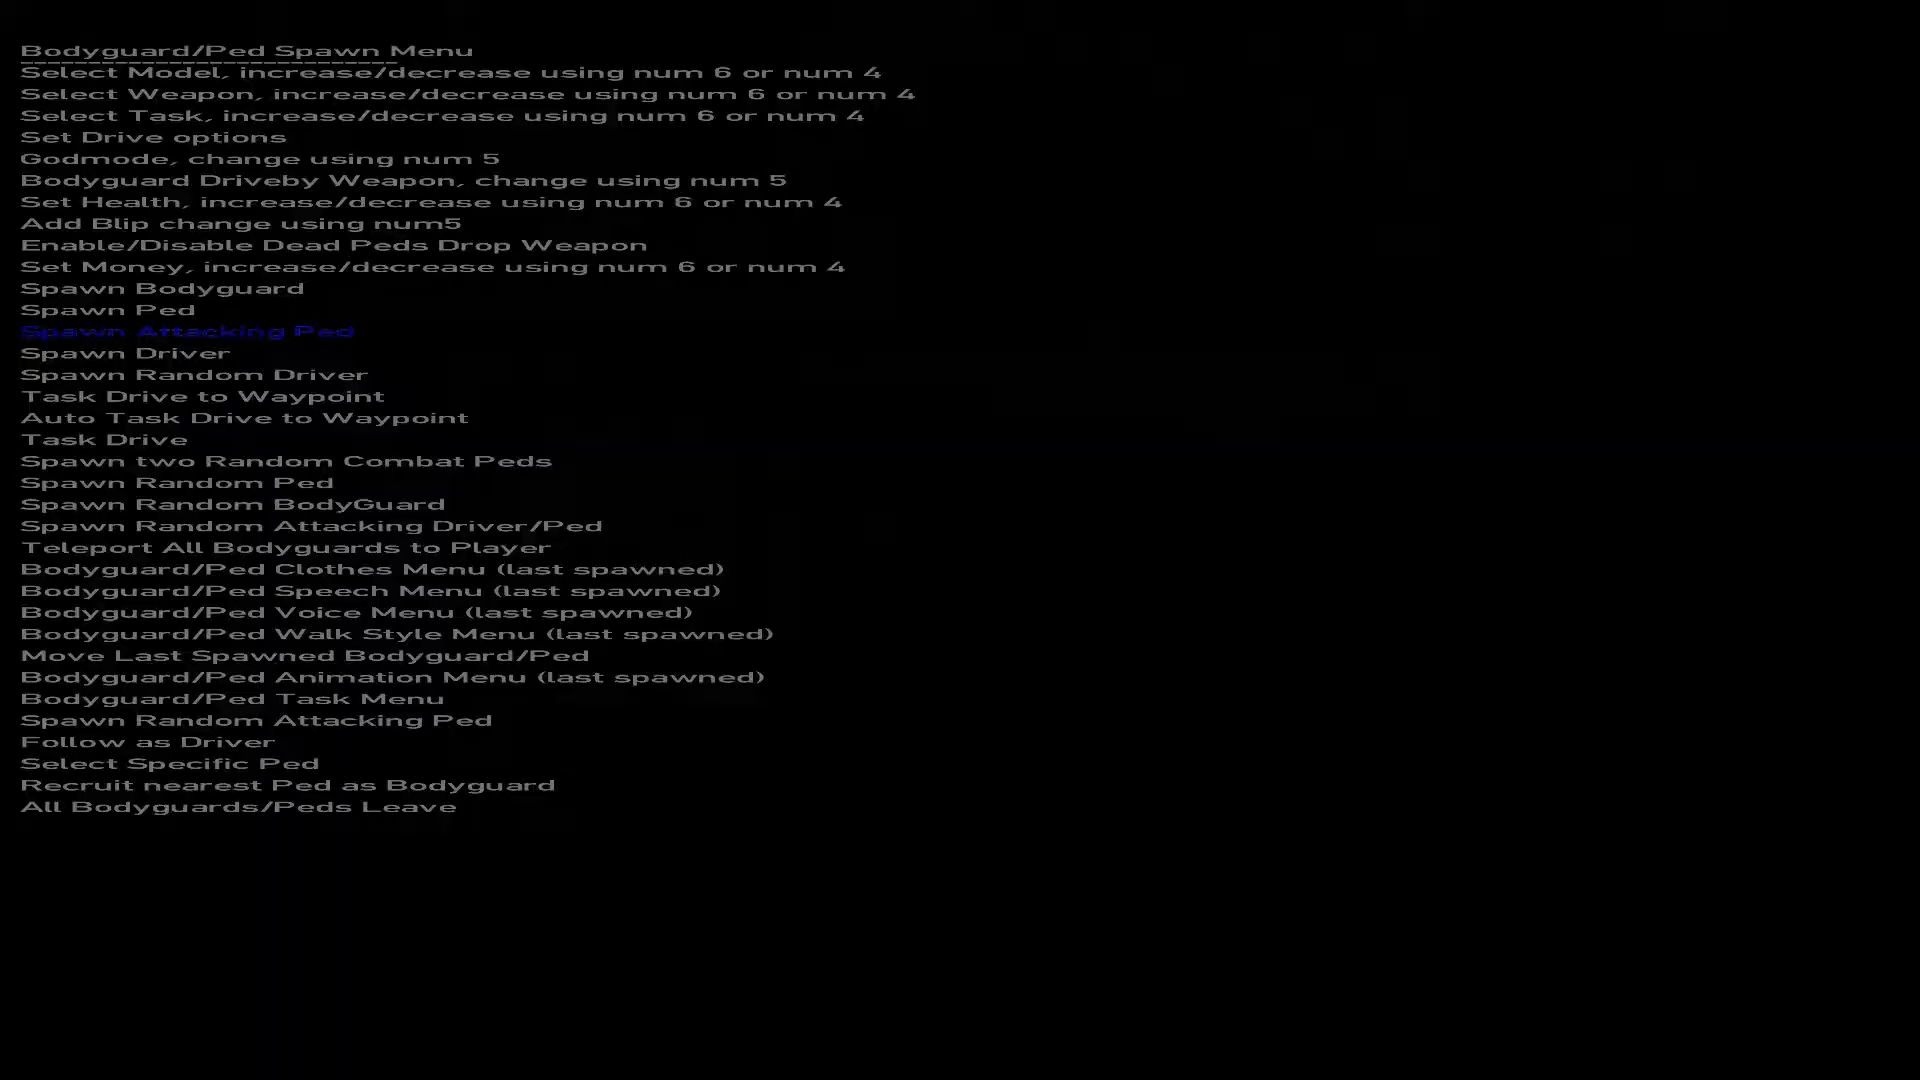 Bodyguard/Ped Spawn Menu
Select Model, increase/decrease using num 6 or num 4
Select Weapon, increase/decrease using num 6 or num 4
Select Task, increase/decrease using num 6 or num 4
Set Drive options
Godmode, change using num 5
Bodyguard Driveby Weapon, change using num 5
Set Health, increase/decrease using num 6 or num 4
Add Blip change using num5
Enable/Disable Dead Peds Drop Weapon
Set Money, increase/decrease using num 6 or num 4
Spawn Bodyguard
Spawn Ped
Spawn Attacking Ped
Spawn Driver
Spawn Random Driver
Task Drive to Waypoint
Auto Task Drive to Waypoint
Task Drive
Spawn two Random Combat Peds
Spawn Random Ped
Spawn Random BodyGuard
Spawn Random Attacking Driver/Ped
Teleport All Bodyguards to Player
Bodyguard/Ped Clothes Menu (last spawned)
Bodyguard/Ped Speech Menu (last spawned)
Bodyguard/Ped Voice Menu (last spawned)
Bodyguard/Ped Walk Style Menu (last spawned)
Move Last Spawned Bodyguard/Ped
Bodyguard/Ped Animation Menu (last spawned)
Bodyguard/Ped Task Menu
Spawn Random Attacking Ped
Follow as Driver
Select Specific Ped
Recruit nearest Ped as Bodyguard
All Bodyguards/Peds Leave